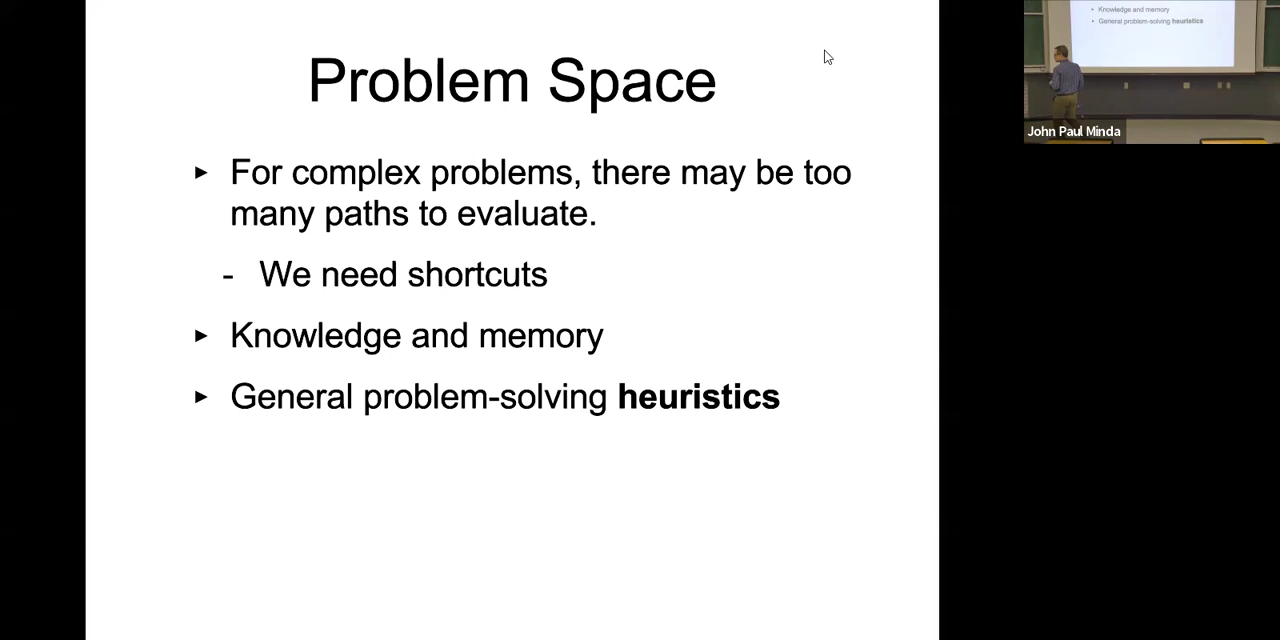 Problem Space
► For complex problems, there may be too
many paths to evaluate.
- We need shortcuts
► Knowledge and memory
► General problem-solving heuristics
• Knowledge and memory
• General problem-solving heuristics
John Paul Minda